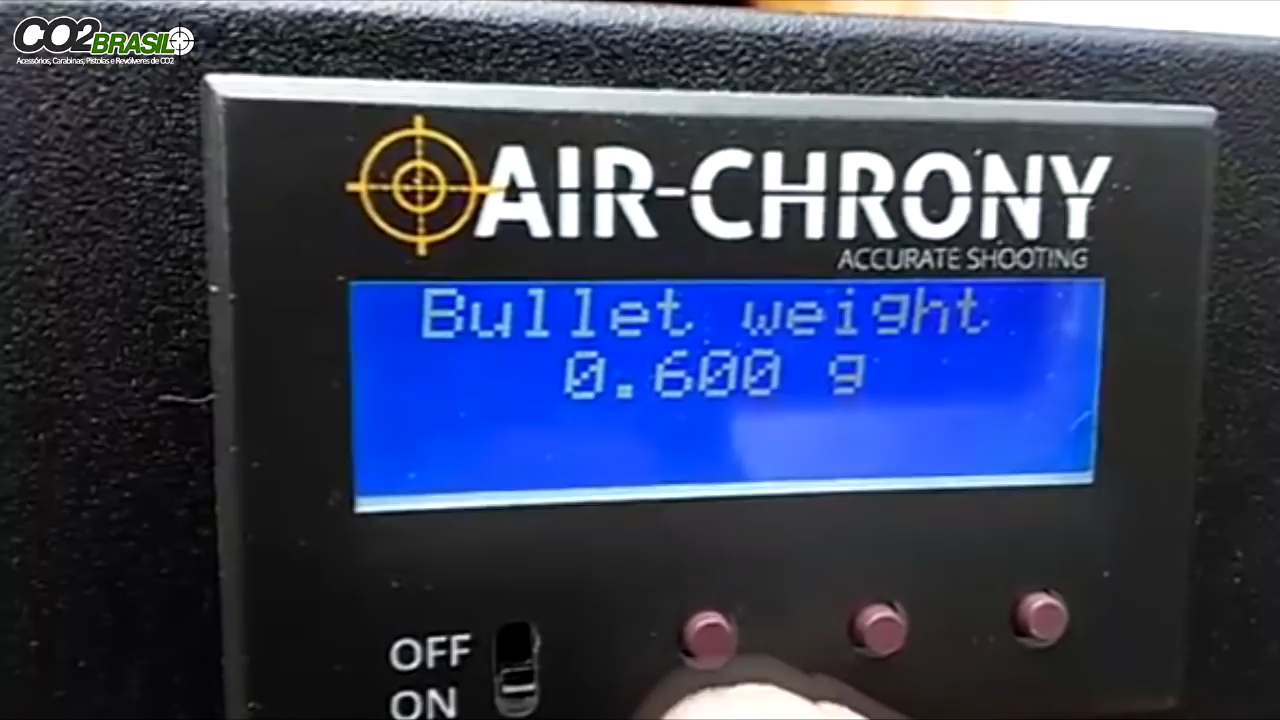 CO2BRASIL
Acessórios, Carabinas, Pistolas e Revólveres de CO2
AIR-CHRONY
ACCURATE SHOOTING
Bullet weight
0.600 g
OFF
ON